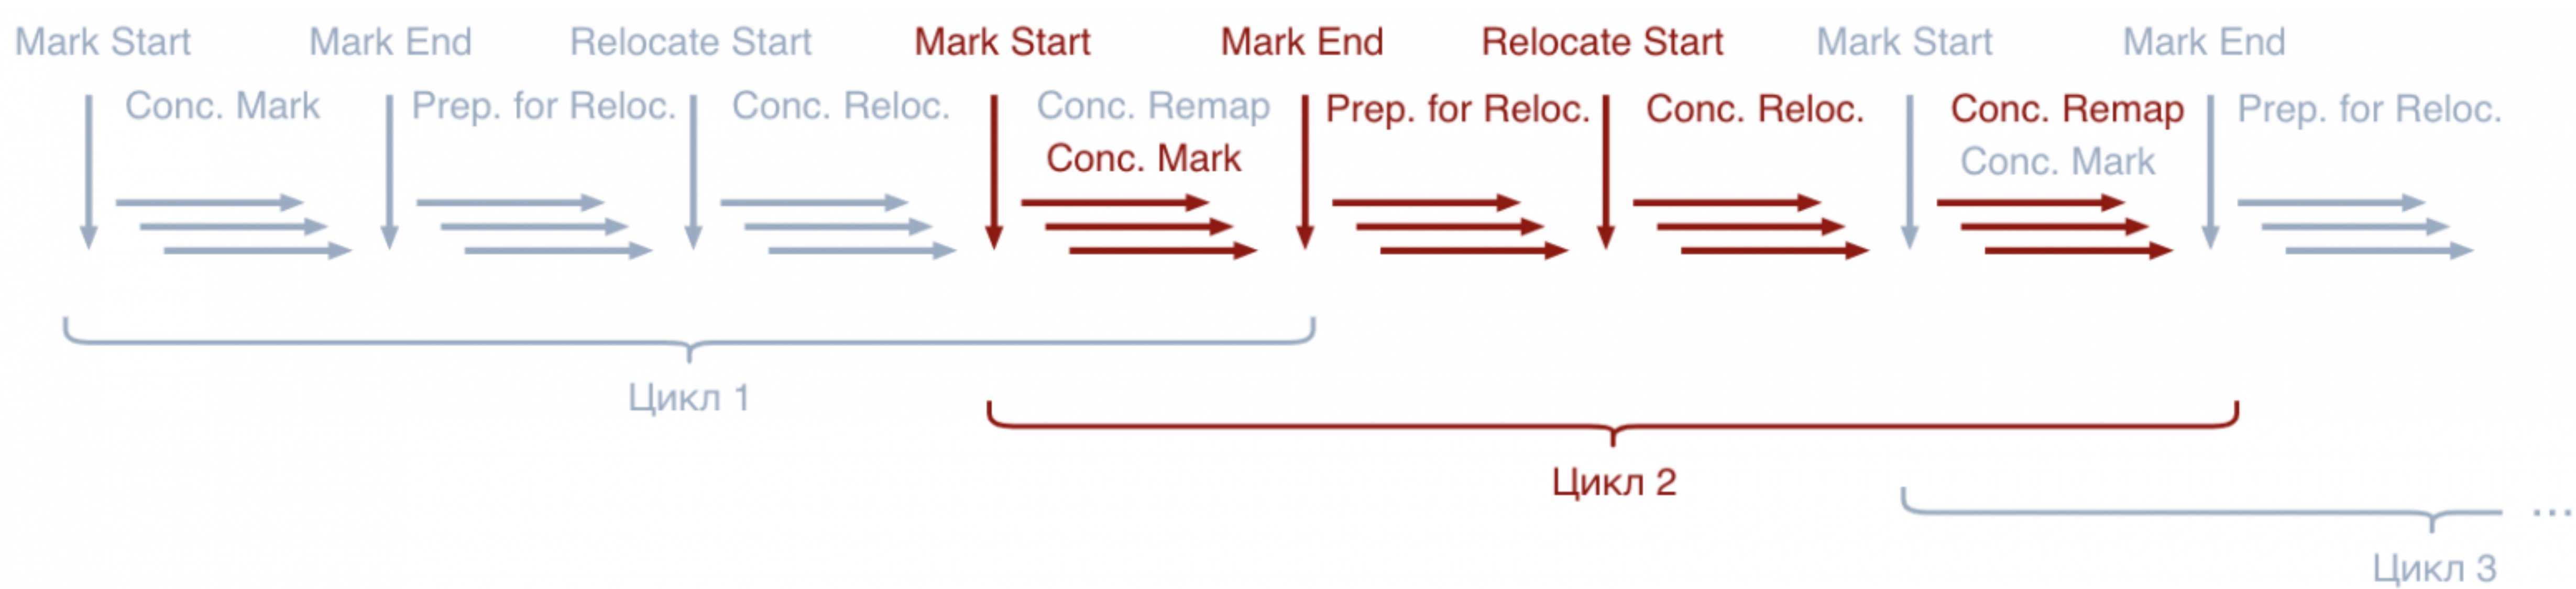 Mark Start Mark End Relocate Start Mark Start Mark End Relocate Start Mark Start Mark End
Conc. Mark Prep. for Reloc. Conc. Reloc. Conc. Remap Prep. for Reloc. Conc. Reloc. Conc. Remap Prep. for Reloc.
Conc. Mark Conc. Mark
Цикл 1
Цикл 2
...
Цикл 3